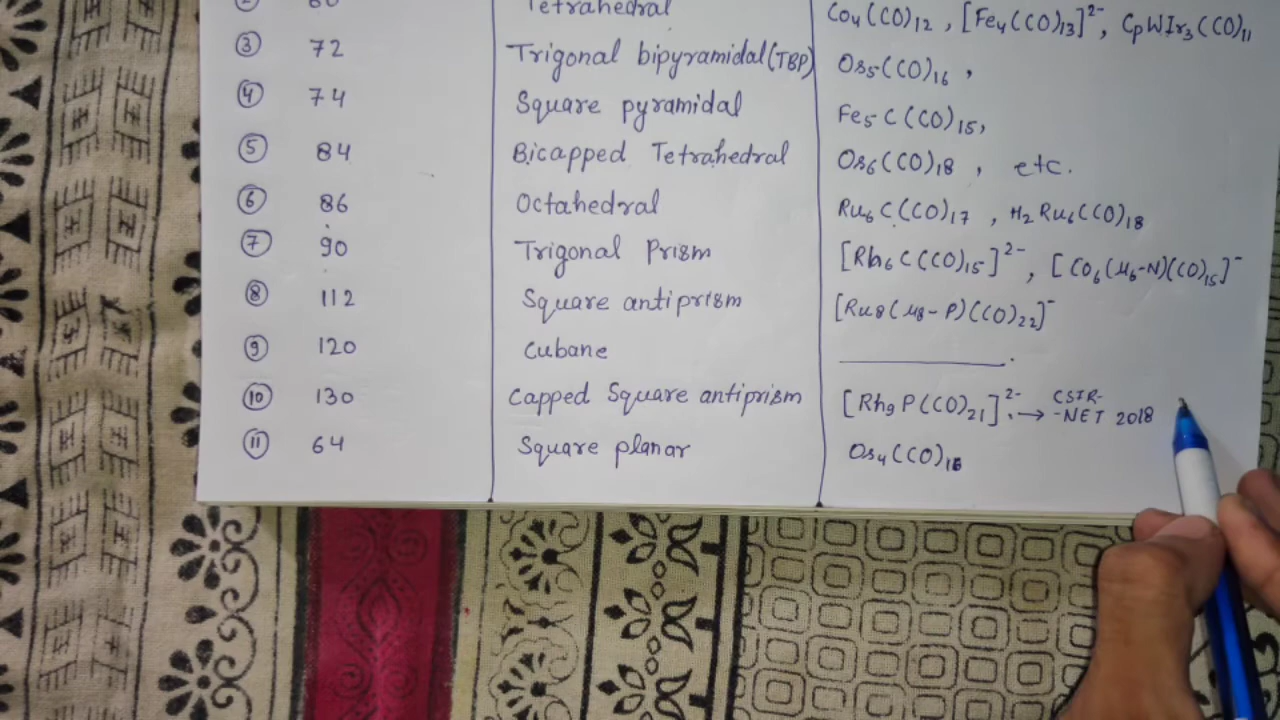 ② 60 Tetrahedral Co₄(CO)₁₂ , [Fe₄(CO)₁₃]²⁻, CpWIr₃(CO)₁₁
③ 72 Trigonal bipyramidal(TBP) Os₅(CO)₁₆ ,
④ 74 Square pyramidal Fe₅C(CO)₁₅,
⑤ 84 Bicapped Tetrahedral Os₆(CO)₁₈ , etc.
⑥ 86 Octahedral Ru₆C(CO)₁₇ , H₂Ru₆(CO)₁₈
⑦ 90 Trigonal Prism [Rh₆C(CO)₁₅]²⁻ , [Co₆(μ₆-N)(CO)₁₅]⁻
⑧ 112 Square antiprism [Ru₈(μ₈-P)(CO)₂₂]⁻
⑨ 120 Cubane ________.
⑩ 130 Capped Square antiprism [Rh₉P(CO)₂₁]²⁻. → CSIR-
-NET 2018
⑪ 64 Square planar Os₄(CO)₁₆